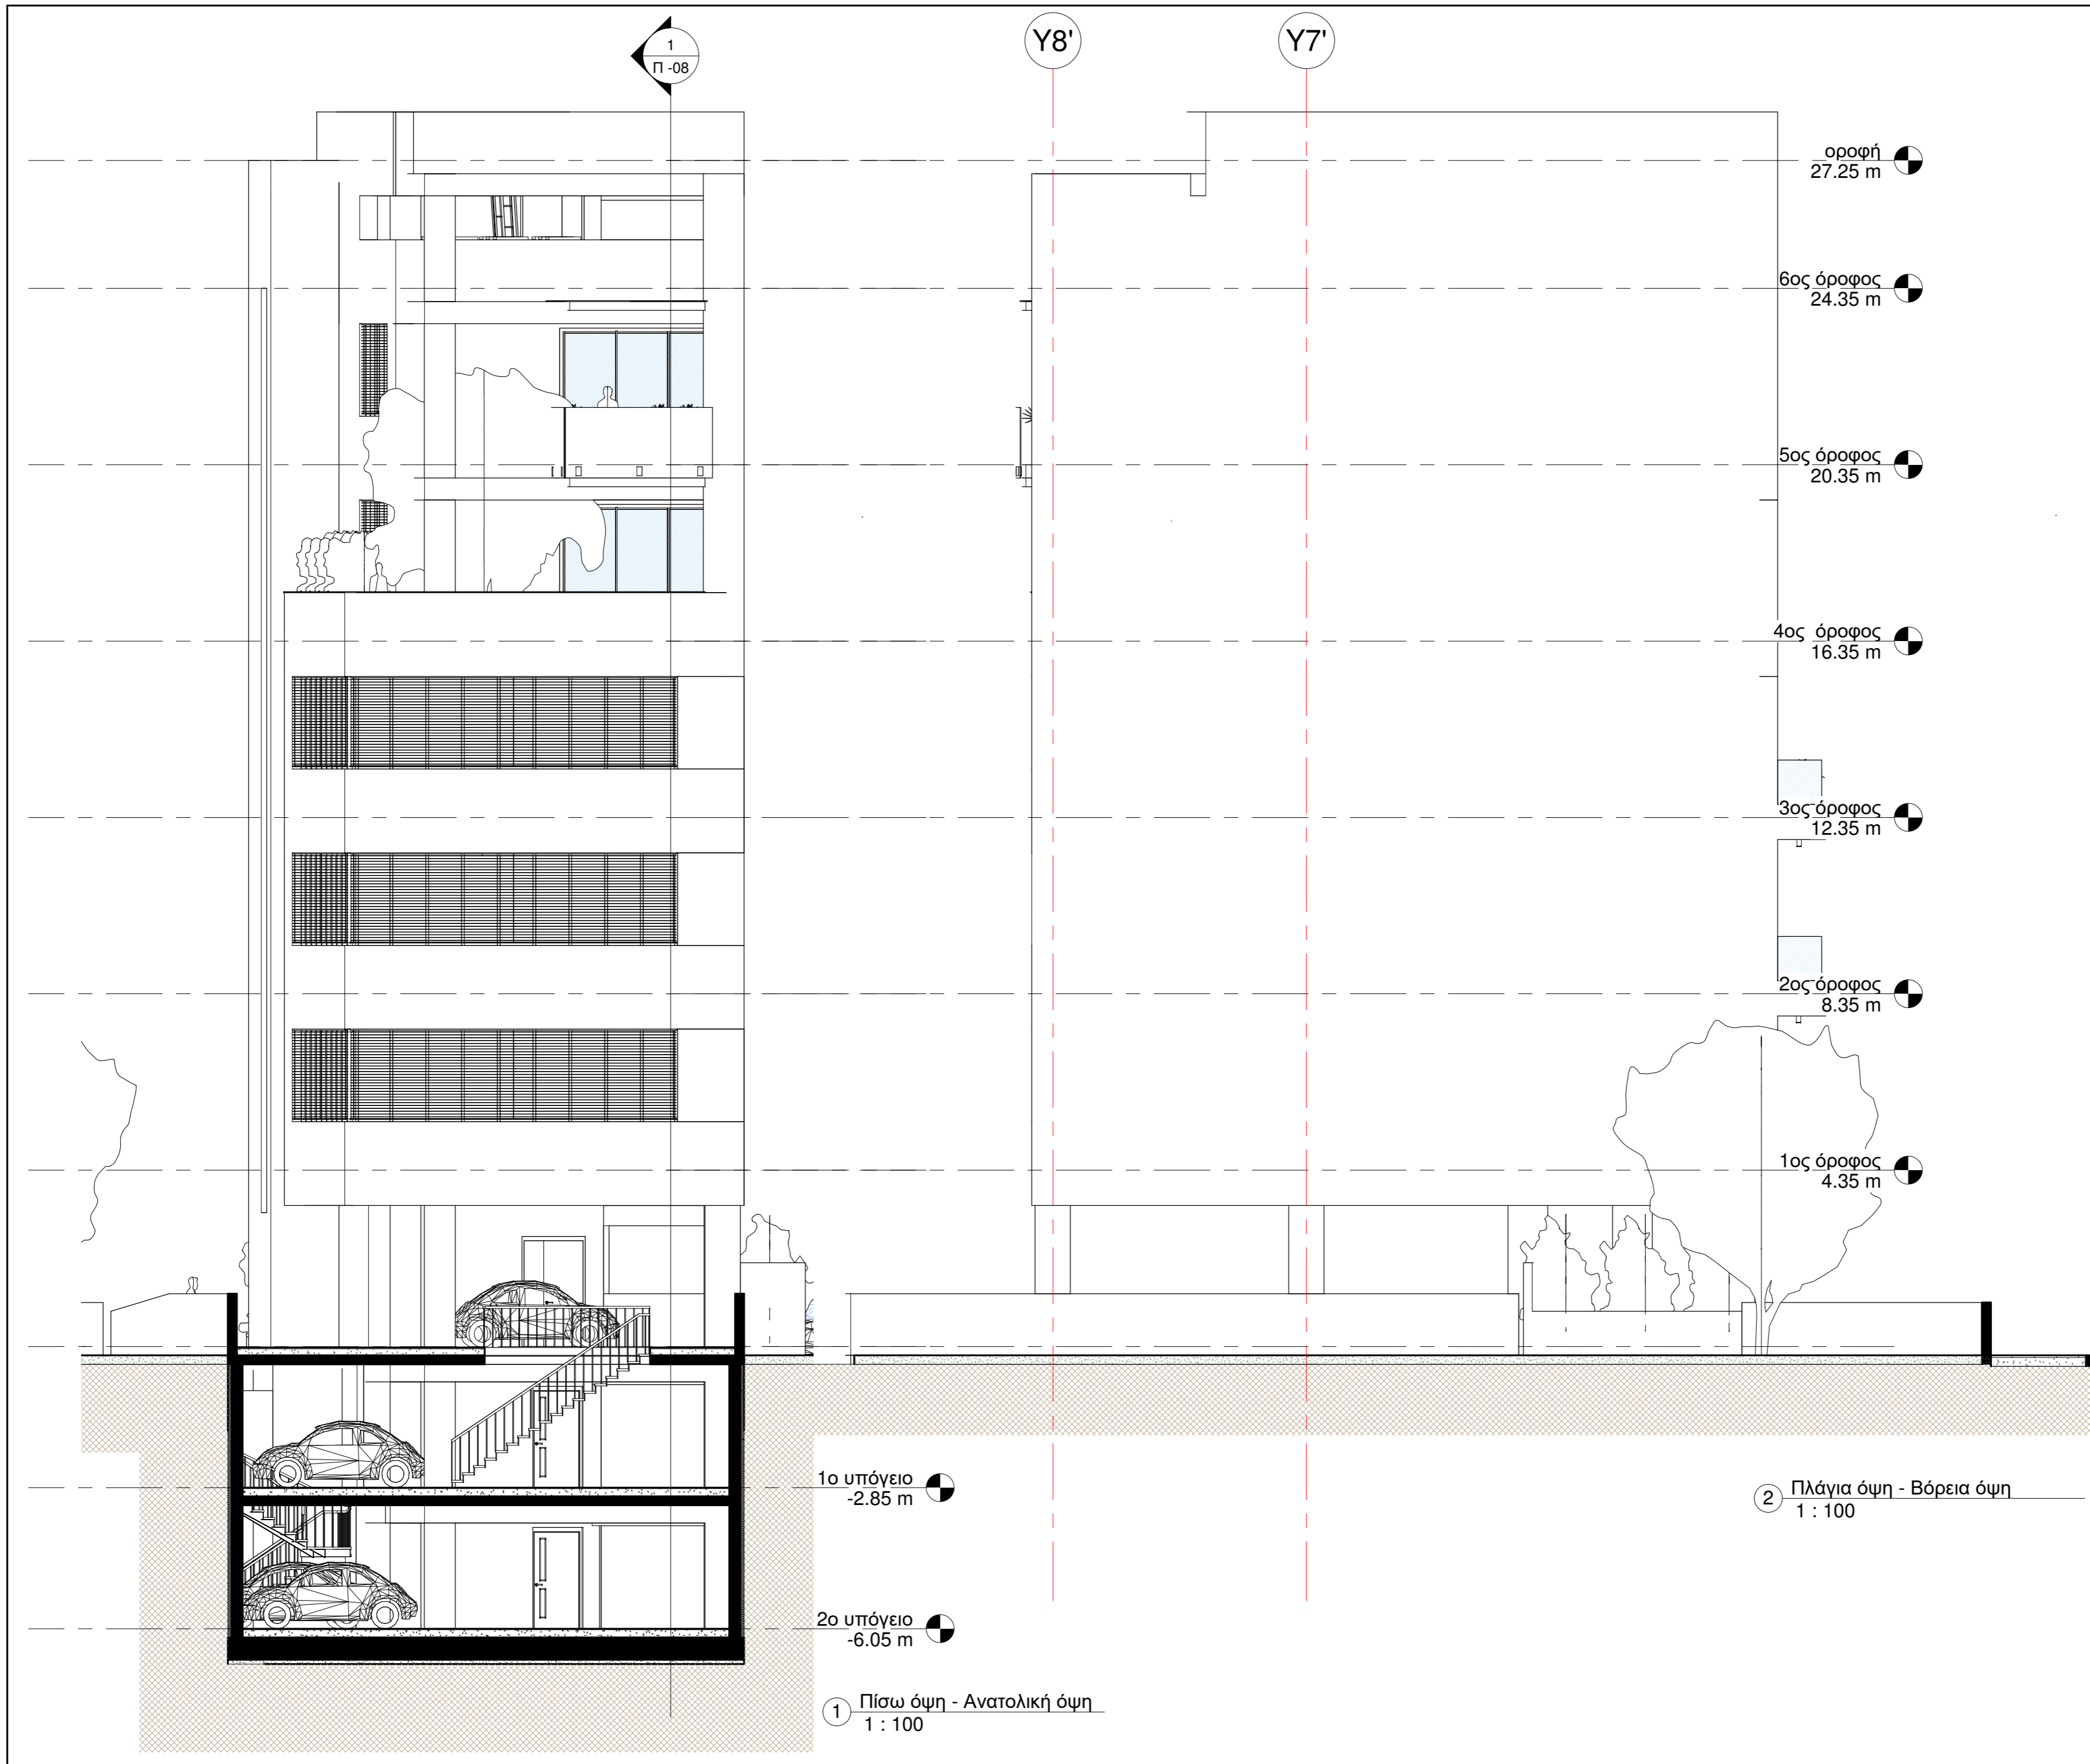 1
Π -08
Y8'
Y7'
οροφή
27.25 m
6ος όροφος
24.35 m
5ος όροφος
20.35 m
4ος όροφος
16.35 m
3ος όροφος
12.35 m
2ος όροφος
8.35 m
1ος όροφος
4.35 m
1ο υπόγειο
-2.85 m
2 Πλάγια όψη - Βόρεια όψη
1 : 100
2ο υπόγειο
-6.05 m
1 Πίσω όψη - Ανατολική όψη
1 : 100